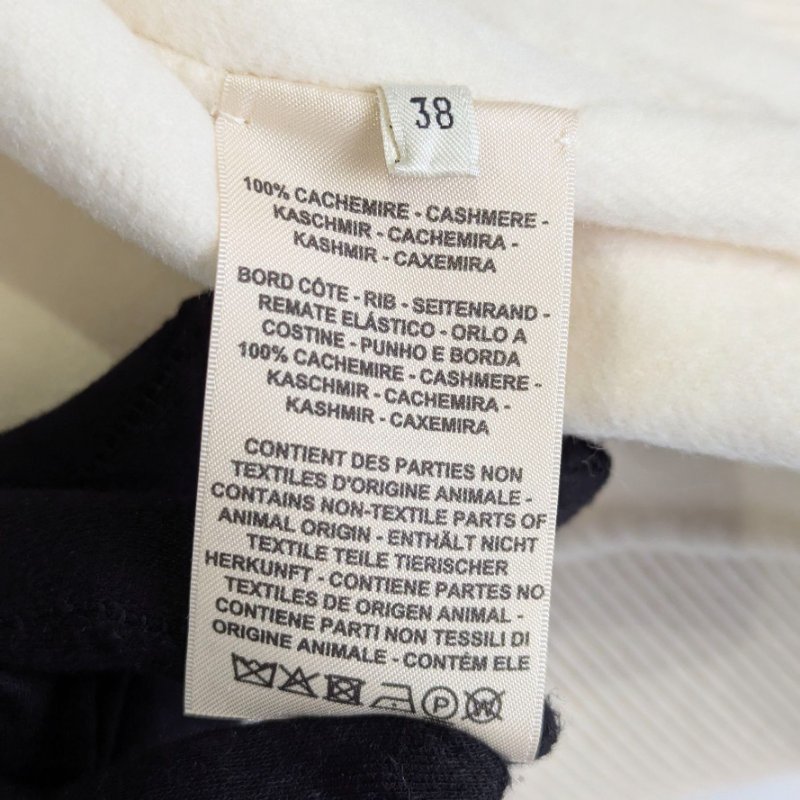 38
100% CACHEMIRE - CASHMERE -
KASCHMIR - CACHEMIRA -
KASHMIR - CAXEMIRA
BORD CÔTE - RIB - SEITENRAND -
REMATE ELÁSTICO - ORLO A
COSTINE - PUNHO E BORDA
100% CACHEMIRE - CASHMERE -
KASCHMIR - CACHEMIRA -
KASHMIR - CAXEMIRA
CONTIENT DES PARTIES NON
TEXTILES D'ORIGINE ANIMALE -
CONTAINS NON-TEXTILE PARTS OF
ANIMAL ORIGIN - ENTHÄLT NICHT
TEXTILE TEILE TIERISCHER
HERKUNFT - CONTIENE PARTES NO
TEXTILES DE ORIGEN ANIMAL -
CONTIENE PARTI NON TESSILI DI
ORIGINE ANIMALE - CONTÉM ELE
P W